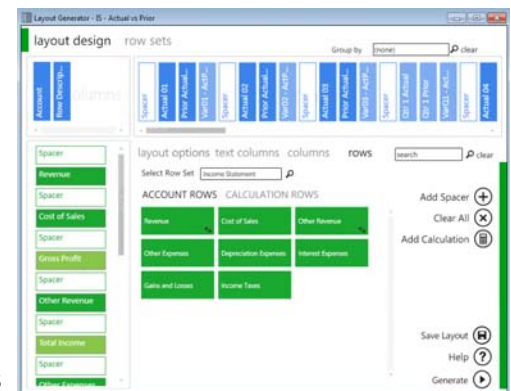 Layout Generator - IS - Actual vs Prior
layout design row sets
Group by (none) clear
Account
Row Descrip...
columns
Spacer
Actual 01
Prior Actual...
Var01 - ActP...
Spacer
Actual 02
Prior Actual...
Var02 - ActP...
Spacer
Actual 03
Prior Actual...
Var03 - ActP...
Spacer
Qtr 1 Actual
Qtr 1 Prior
Spacer
Actual 04
Spacer
Revenue
Spacer
Cost of Sales
Spacer
Gross Profit
Spacer
Other Revenue
Spacer
Total Income
Spacer
Other Expenses
layout options text columns columns rows
search clear
Select Row Set Income Statement
ACCOUNT ROWS CALCULATION ROWS
Revenue Cost of Sales Other Revenue
Other Expenses Depreciation Expenses Interest Expenses
Gains and Losses Income Taxes
Add Spacer
Clear All
Add Calculation
Save Layout
Help
Generate